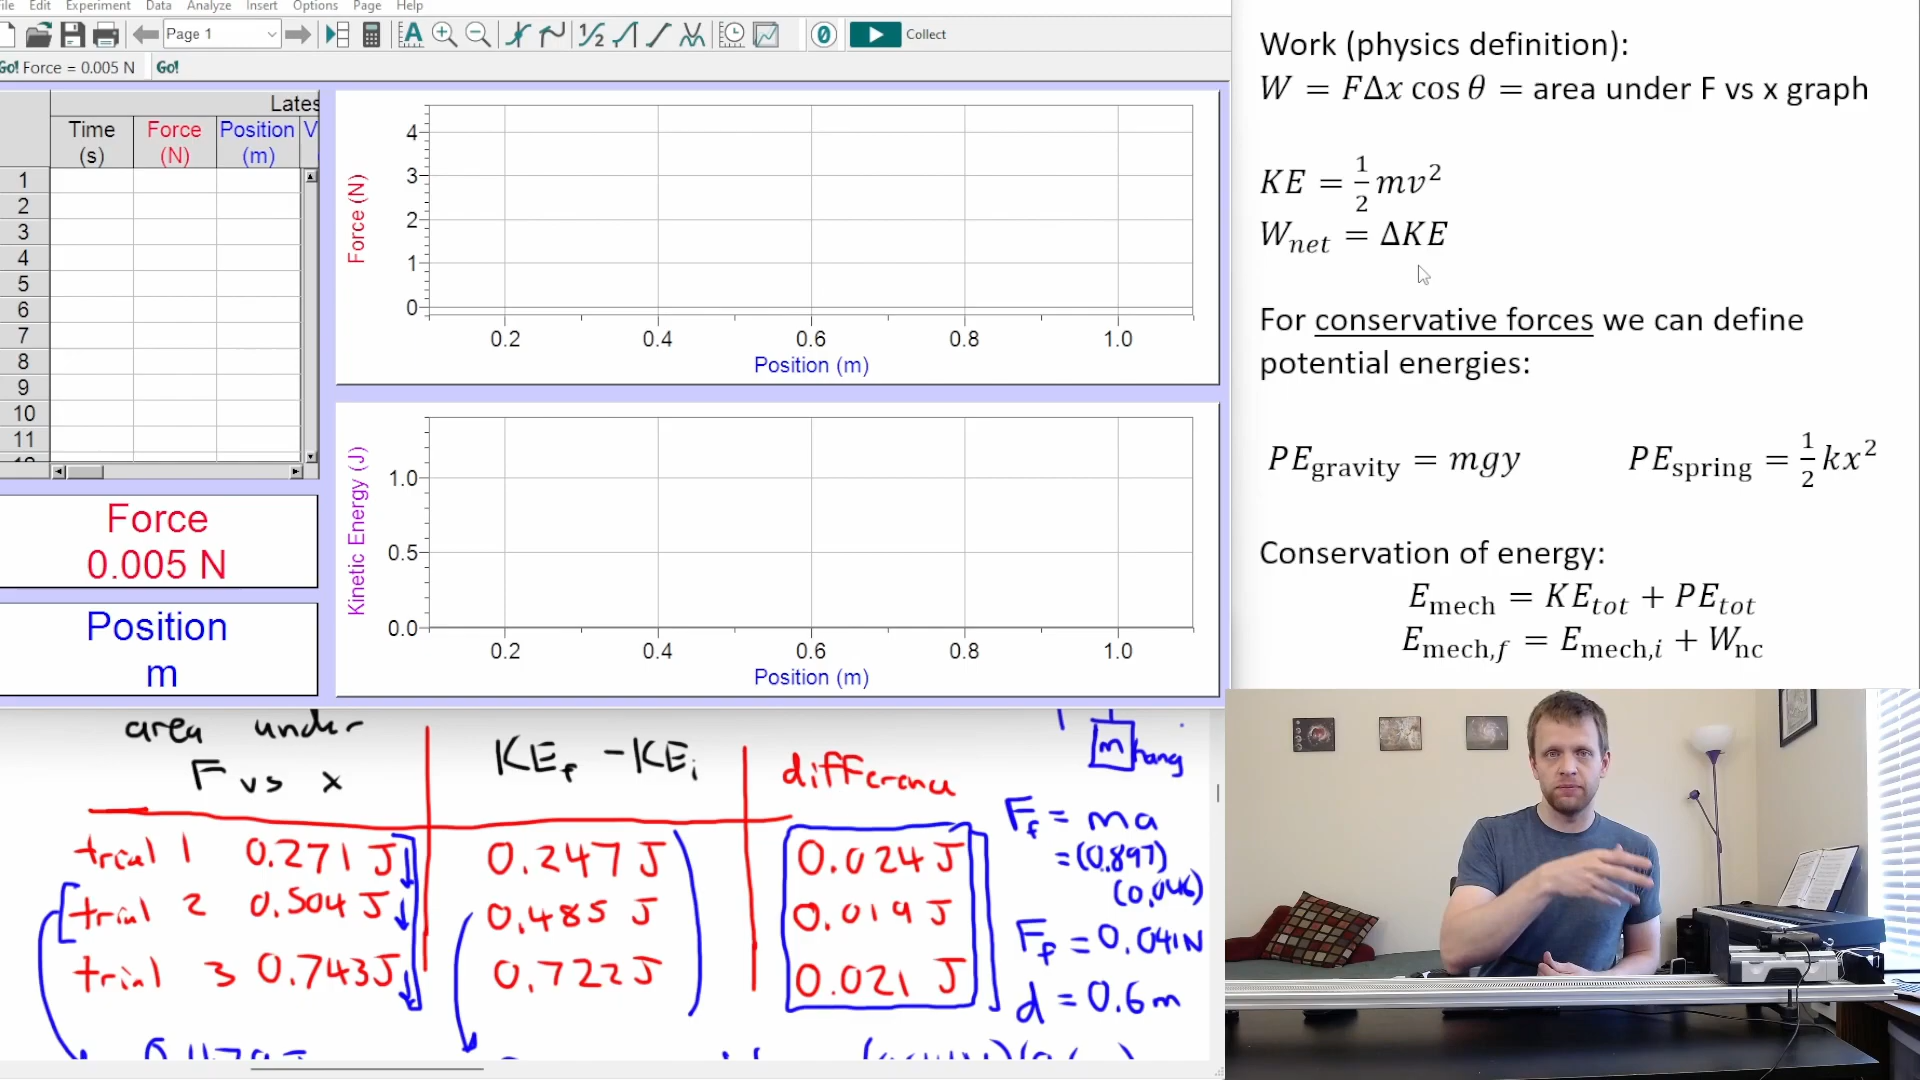 File Edit Experiment Data Analyze Insert Options Page Help
Page 1
Collect
Go! Force = 0.005 N Go!
Lates
Time (s)
Force (N)
Position (m)
V
1
2
3
4
5
6
7
8
9
10
11
Force
0.005 N
Position
m
Force (N)
4
3
2
1
0
0.2 0.4 0.6 0.8 1.0
Position (m)
Kinetic Energy (J)
1.0
0.5
0.0
0.2 0.4 0.6 0.8 1.0
Position (m)
Work (physics definition):
W = FΔx cos θ = area under F vs x graph
KE = 1/2 mv²
W_net = ΔKE
For conservative forces we can define
potential energies:
PE_gravity = mgy PE_spring = 1/2 kx²
Conservation of energy:
E_mech = KE_tot + PE_tot
E_mech,f = E_mech,i + W_nc
area under
F vs x
KE_f - KE_i
difference
trial 1 0.271 J 0.247 J 0.024 J
trial 2 0.504 J 0.485 J 0.019 J
trial 3 0.743 J 0.722 J 0.021 J
m hang
F_f = ma
= (0.897)
(0.046)
F_f = 0.041 N
d = 0.6 m